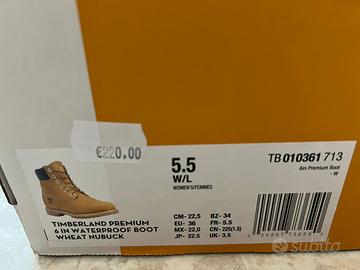 €220.00
5.5
W/L
WOMEN'S/FEMMES
TB 010361 713
6in Premium Boot
- W
TIMBERLAND PREMIUM
6 IN WATERPROOF BOOT
WHEAT NUBUCK
CM- 22,5 BZ- 34
EU- 36 FR- 5.5
MX- 22.0 CN- 225(1.5)
JP- 22.5 UK- 3.5
subito